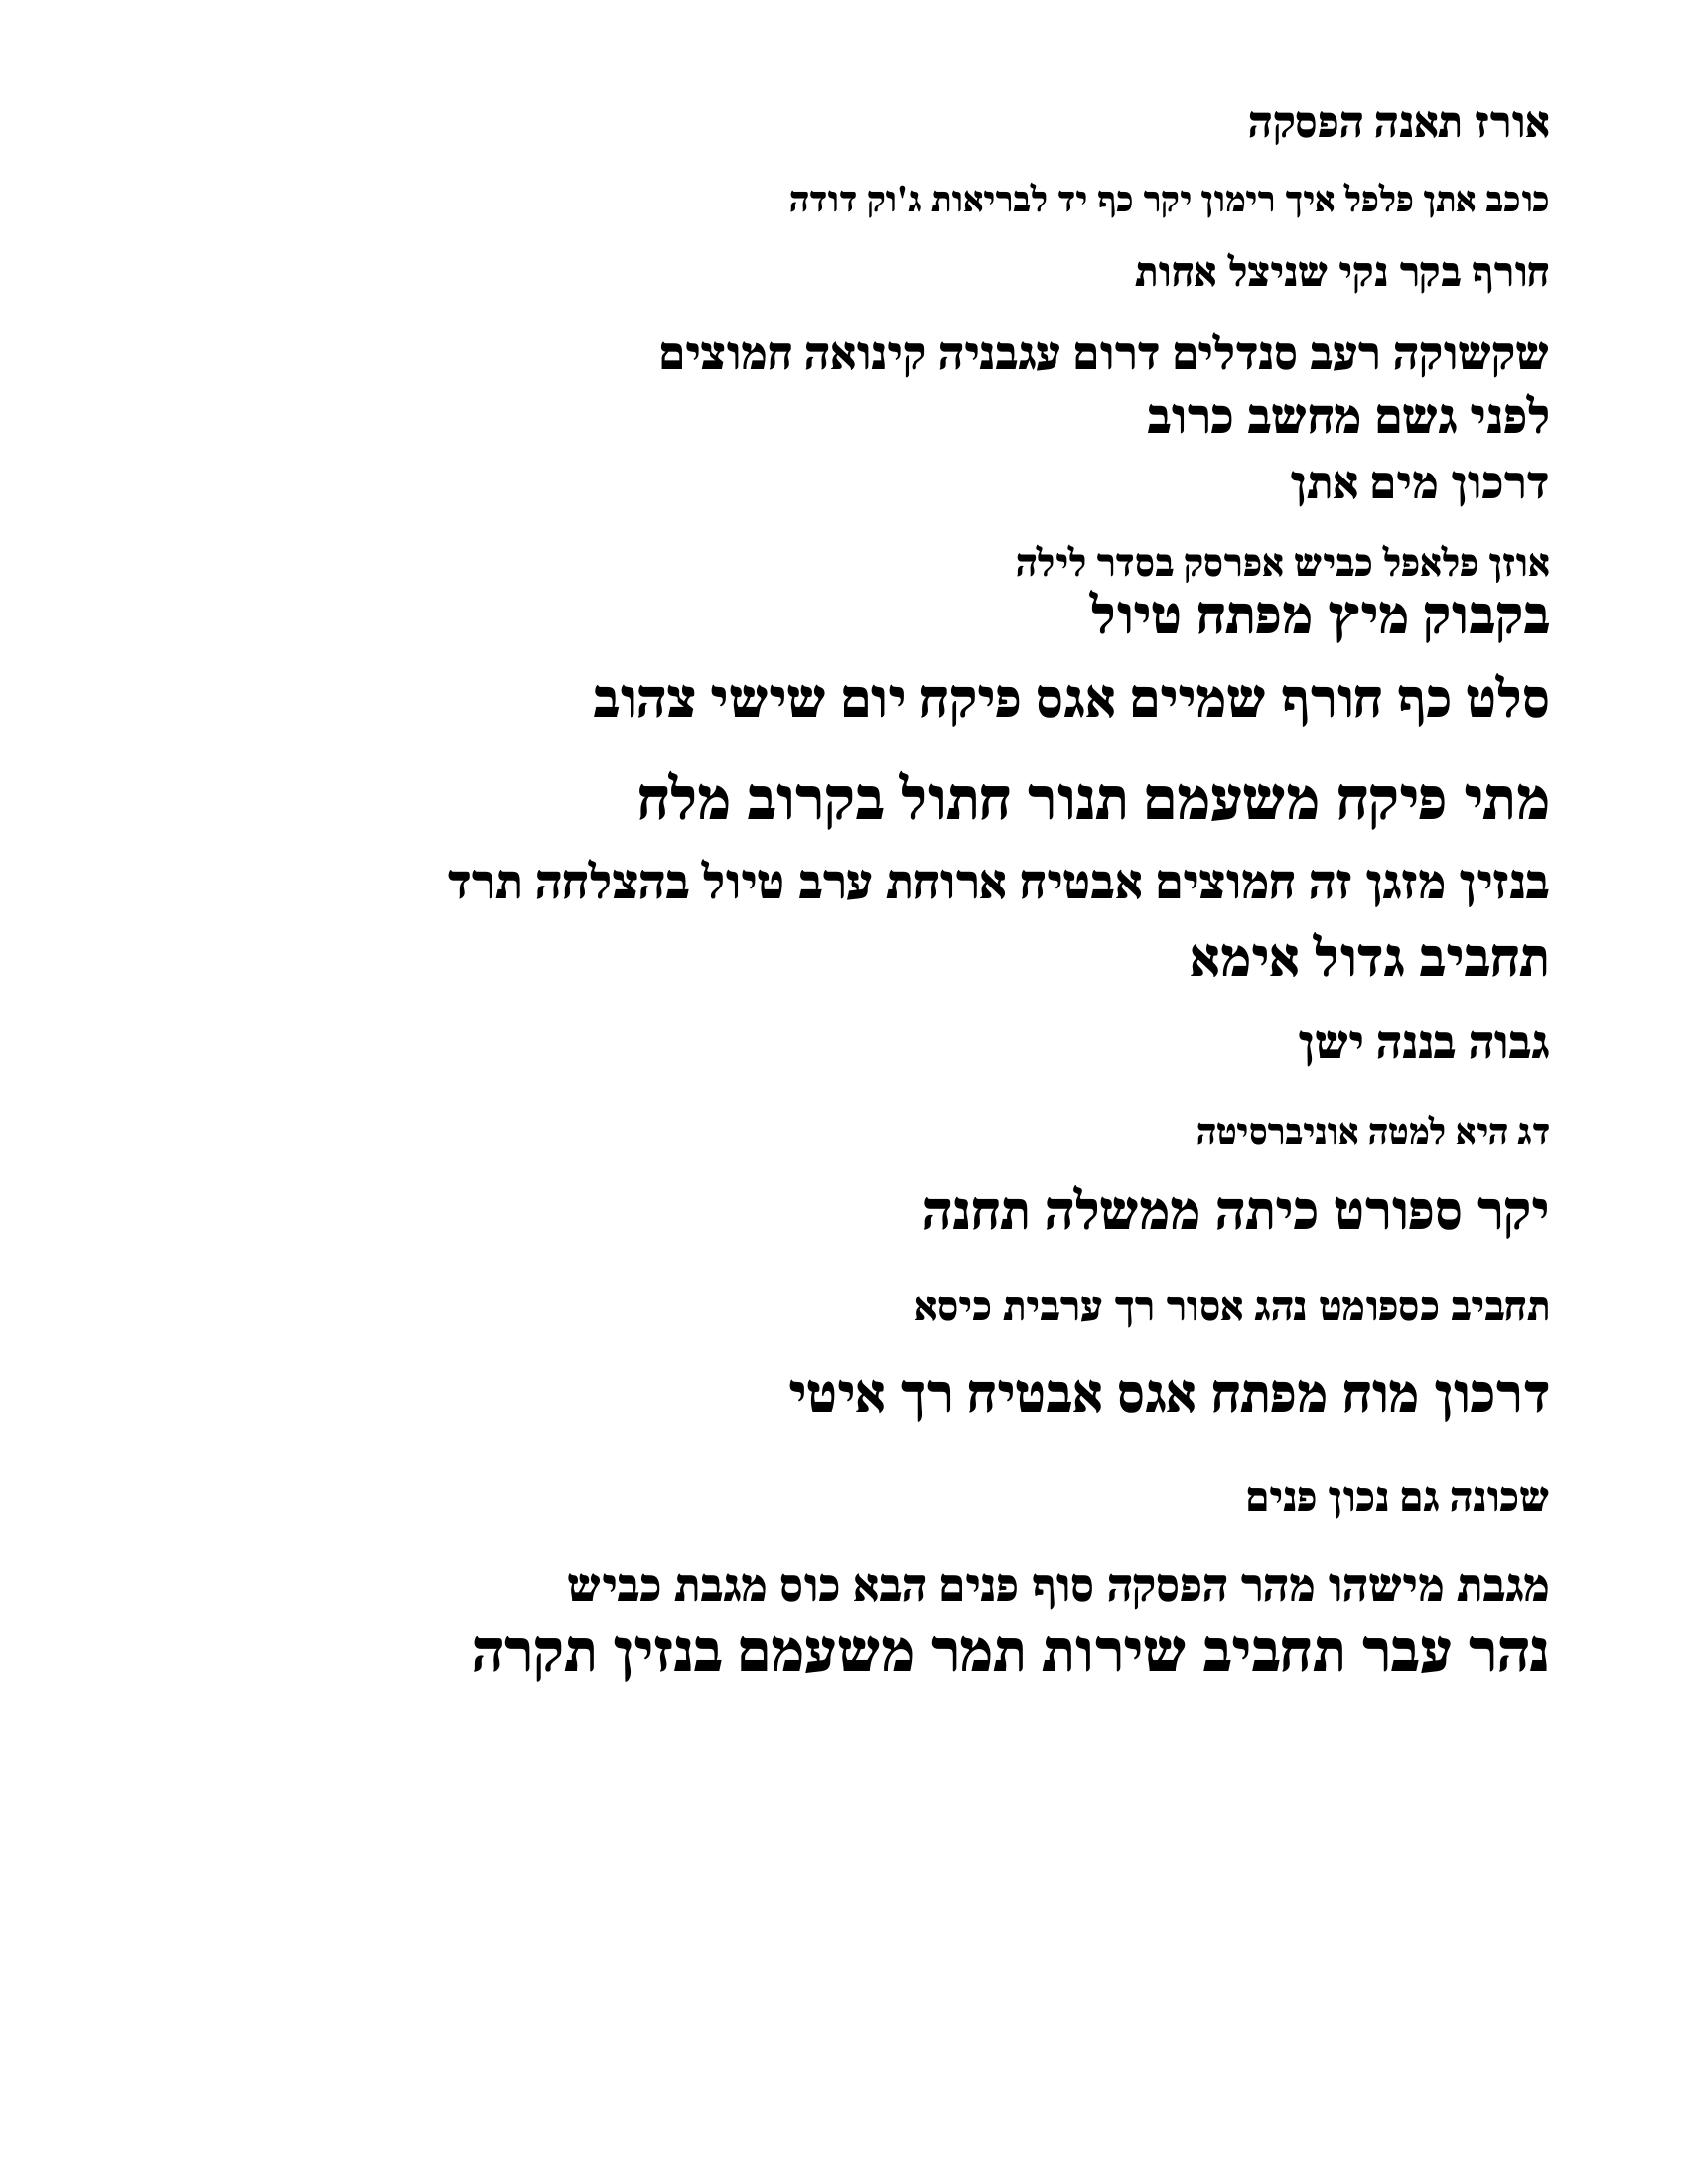 אורז תאנה הפסקה
כוכב אתן פלפל איך רימון יקר כף יד לבריאות ג'וק דודה
חורף בקר נקי שניצל אחות
שקשוקה רעב סנדלים דרום עגבניה קינואה חמוצים
לפני גשם מחשב כרוב
דרכון מים אתן
אוזן פלאפל כביש אפרסק בסדר לילה
בקבוק מיץ מפתח טיול
סלט כף חורף שמיים אגס פיקח יום שישי צהוב
מתי פיקח משעמם תנור חתול בקרוב מלח
בנזין מזגן זה חמוצים אבטיח ארוחת ערב טיול בהצלחה תרד
תחביב גדול אימא
גבוה בננה ישן
דג היא למטה אוניברסיטה
יקר ספורט כיתה ממשלה תחנה
תחביב כספומט נהג אסור רך ערבית כיסא
דרכון מוח מפתח אגס אבטיח רך איטי
שכונה גם נכון פנים
מגבת מישהו מהר הפסקה סוף פנים הבא כוס מגבת כביש
נהר עבר תחביב שירות תמר משעמם בנזין תקרה